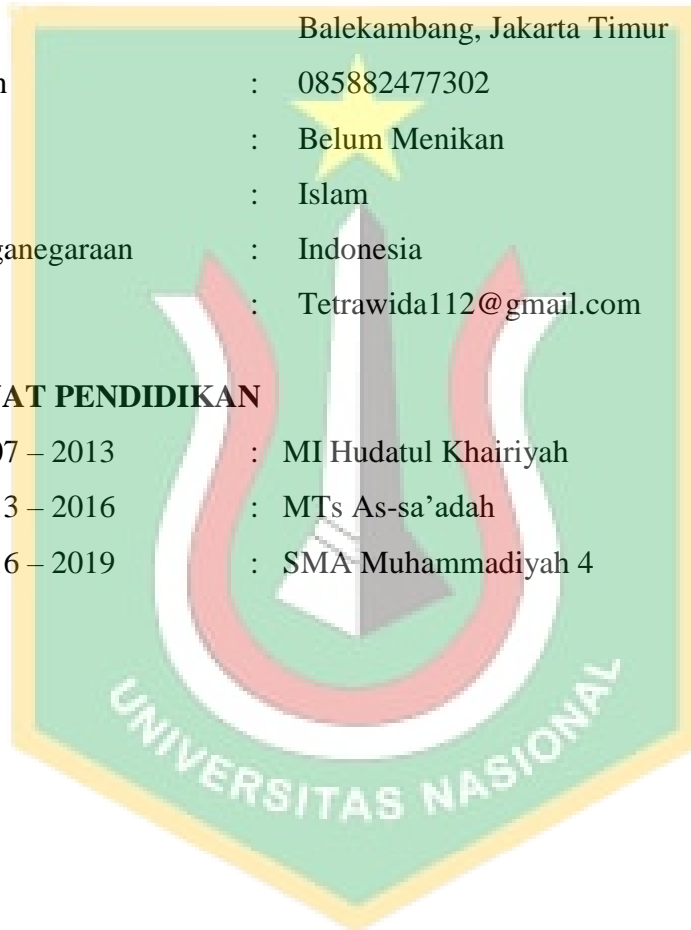 Balekambang, Jakarta Timur
n : 085882477302
: Belum Menikan
: Islam
ganegaraan : Indonesia
: Tetrawida112@gmail.com
AT PENDIDIKAN
07 – 2013 : MI Hudatul Khairiyah
3 – 2016 : MTs As-sa’adah
6 – 2019 : SMA Muhammadiyah 4
UNIVERSITAS NASIONAL